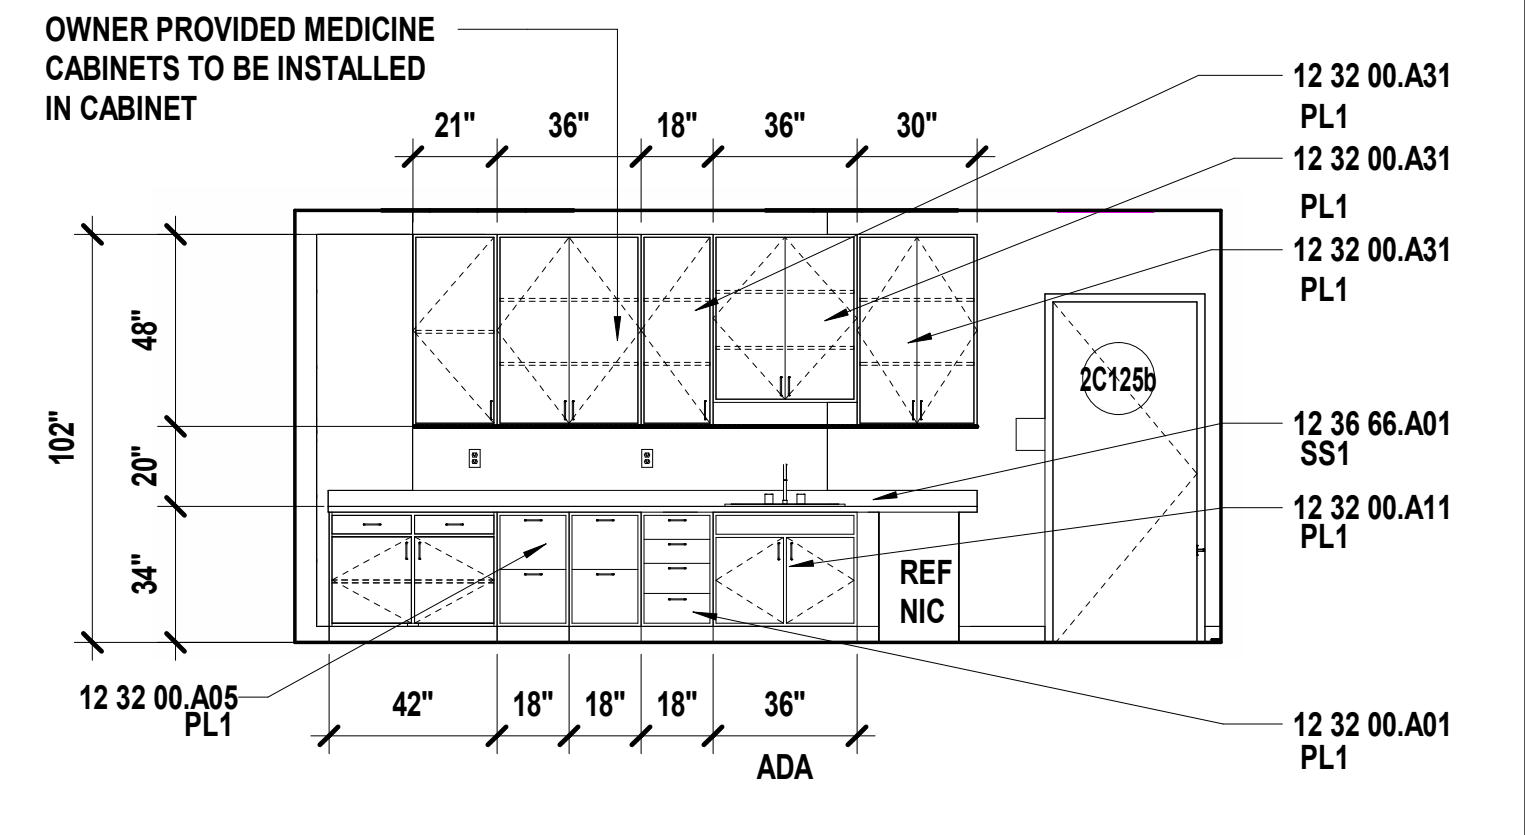 OWNER PROVIDED MEDICINE
CABINETS TO BE INSTALLED
IN CABINET
21" 36" 18" 36" 30"
12 32 00.A31
PL1
12 32 00.A31
PL1
12 32 00.A31
PL1
48"
102"
20"
34"
2C125b
12 36 66.A01
SS1
12 32 00.A11
PL1
REF
NIC
12 32 00.A05
PL1
42" 18" 18" 18" 36"
ADA
12 32 00.A01
PL1